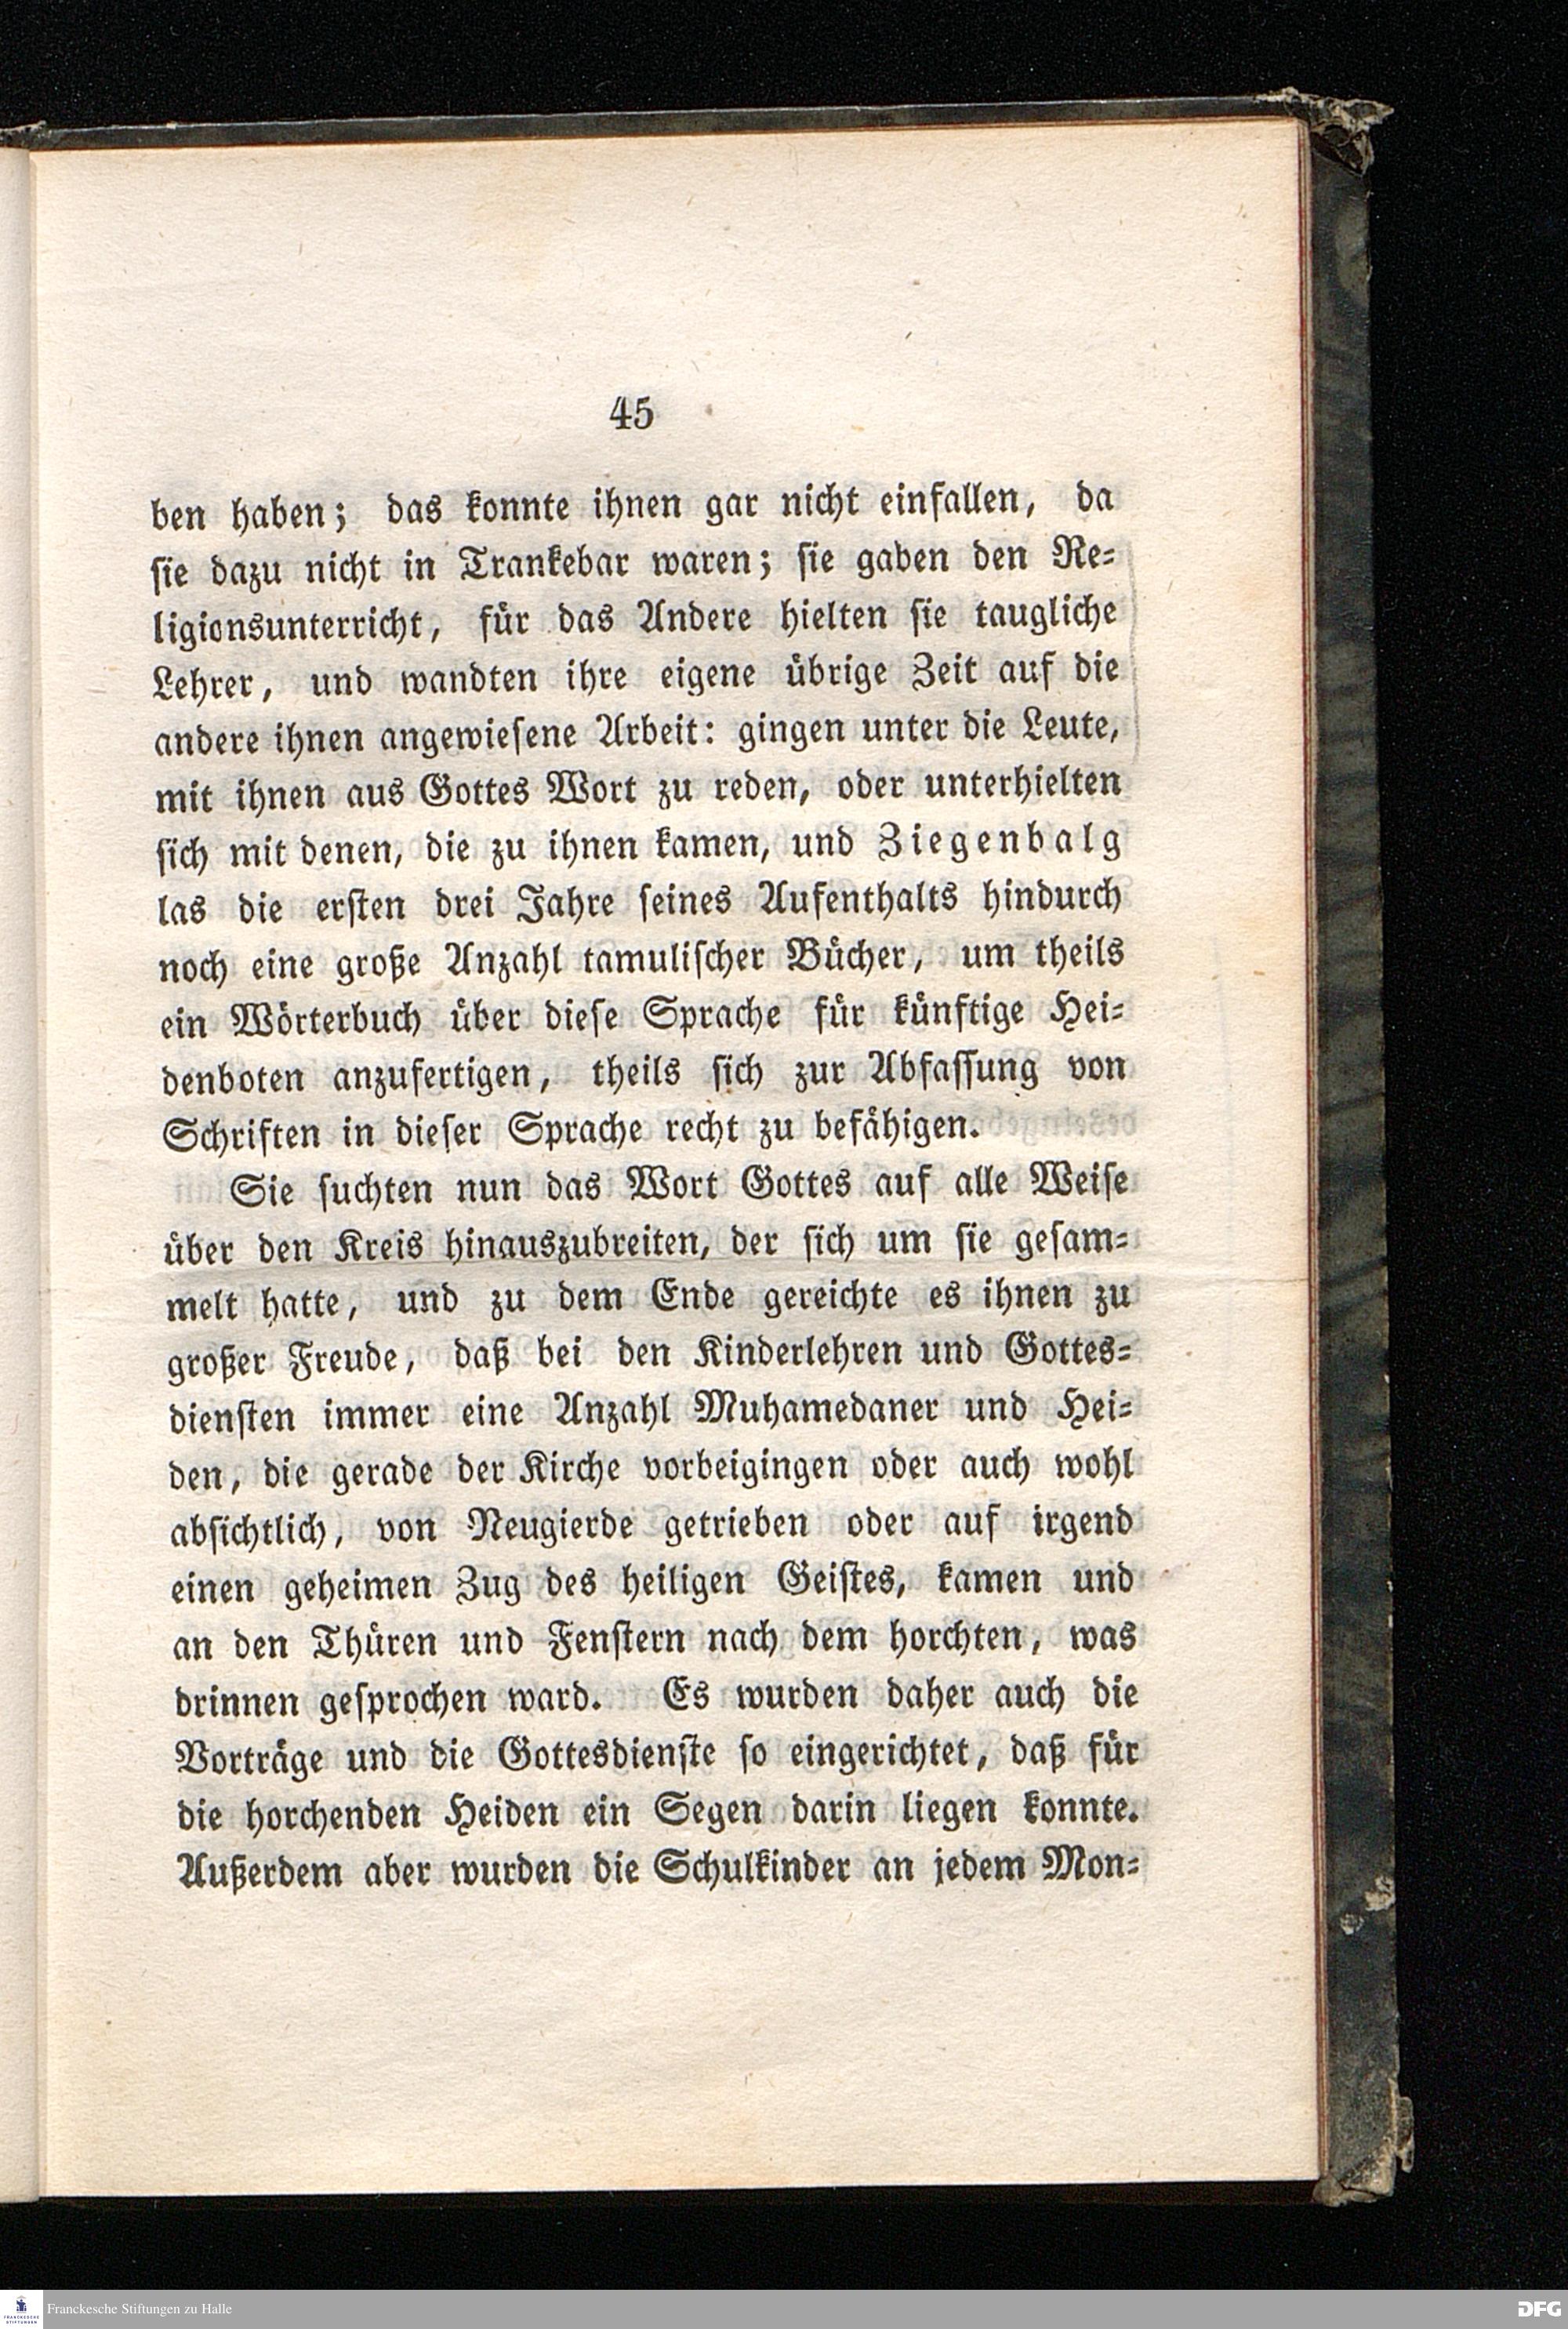 45
ben haben; das konnte ihnen gar nicht einfallen, da
sie dazu nicht in Trankebar waren; sie gaben den Re=
ligionsunterricht, für das Andere hielten sie taugliche
Lehrer, und wandten ihre eigene übrige Zeit auf die
andere ihnen angewiesene Arbeit: gingen unter die Leute,
mit ihnen aus Gottes Wort zu reden, oder unterhielten
sich mit denen, die zu ihnen kamen, und Ziegenbalg
las die ersten drei Jahre seines Aufenthalts hindurch
noch eine große Anzahl tamulischer Bücher, um theils
ein Wörterbuch über diese Sprache für künftige Hei=
denboten anzufertigen, theils sich zur Abfassung von
Schriften in dieser Sprache recht zu befähigen.
Sie suchten nun das Wort Gottes auf alle Weise
über den Kreis hinauszubreiten, der sich um sie gesam=
melt hatte, und zu dem Ende gereichte es ihnen zu
großer Freude, daß bei den Kinderlehren und Gottes=
diensten immer eine Anzahl Muhamedaner und Hei=
den, die gerade der Kirche vorbeigingen oder auch wohl
absichtlich, von Neugierde getrieben oder auf irgend
einen geheimen Zug des heiligen Geistes, kamen und
an den Thüren und Fenstern nach dem horchten, was
drinnen gesprochen ward. Es wurden daher auch die
Vorträge und die Gottesdienste so eingerichtet, daß für
die horchenden Heiden ein Segen darin liegen konnte.
Außerdem aber wurden die Schulkinder an jedem Mon=
FRANCKESCHE STIFTUNGEN
Franckesche Stiftungen zu Halle
DFG